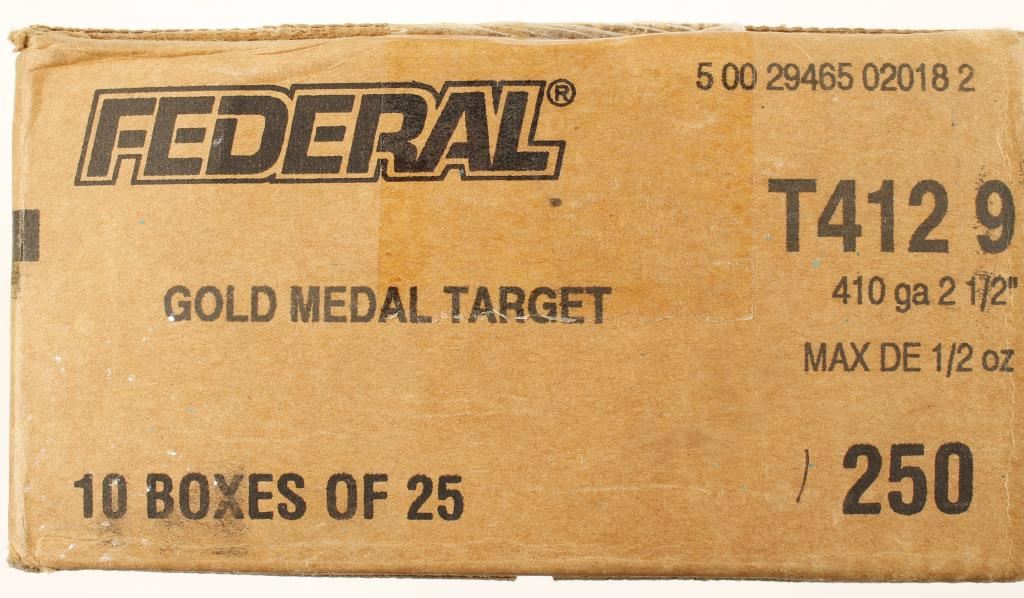 FEDERAL®
5 00 29465 02018 2
T412 9
410 ga 2 1/2"
GOLD MEDAL TARGET
MAX DE 1/2 oz
10 BOXES OF 25
250